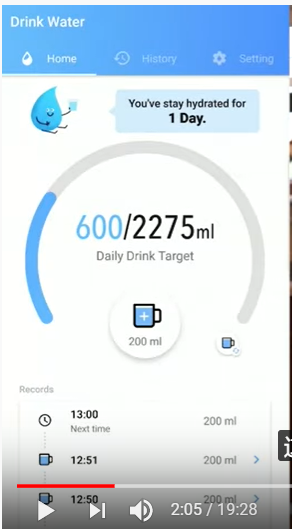 Drink Water
Home History Setting
You've stay hydrated for
1 Day.
600/2275ml
Daily Drink Target
200 ml
Records
13:00 200 ml
Next time
12:51 200 ml
12:50 200 ml
2:05 / 19:28